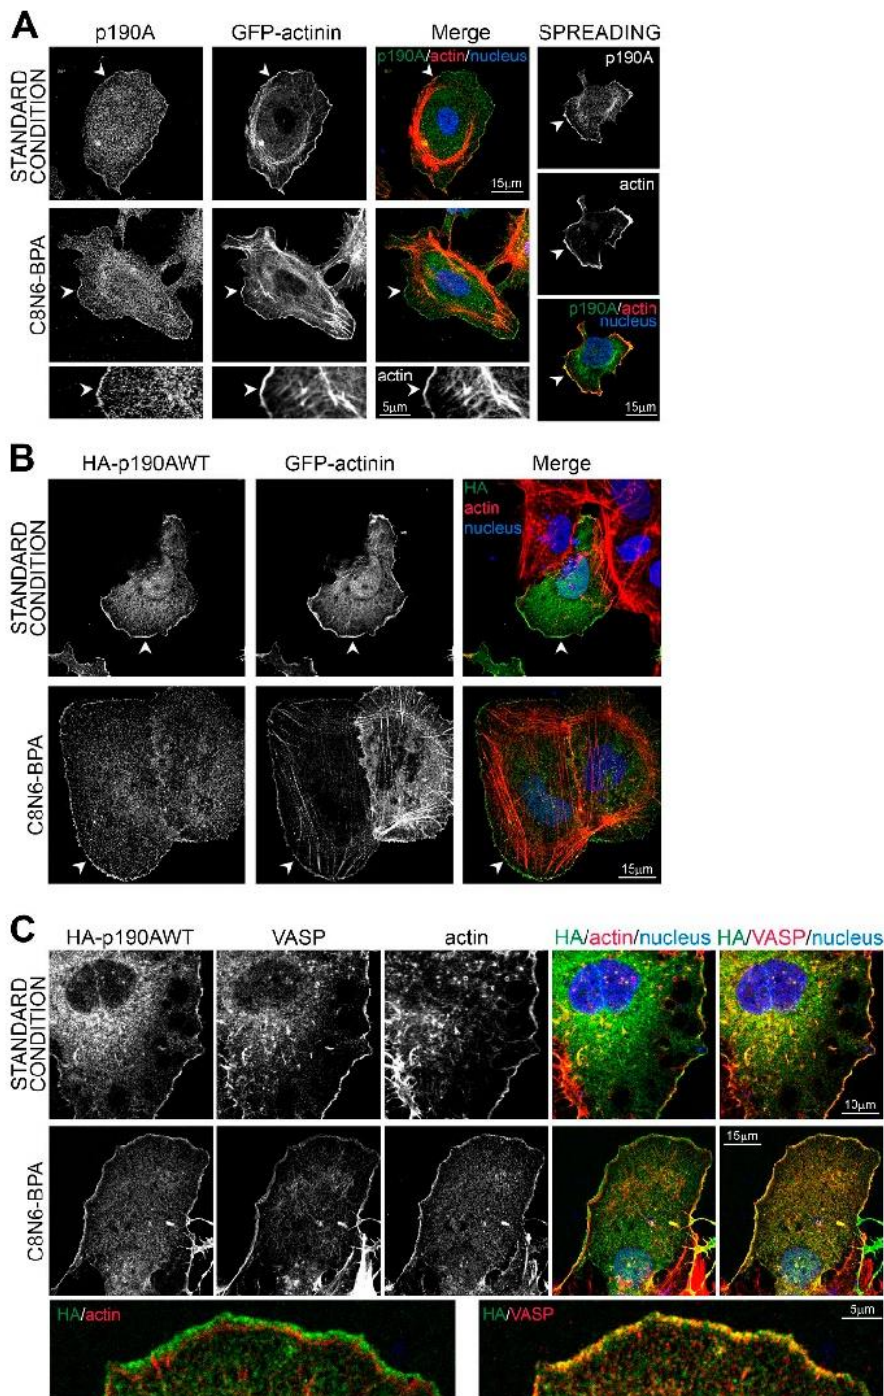 A
p190A GFP-actinin Merge SPREADING
STANDARD
CONDITION
p190A/actin/nucleus
15µm
p190A
actin
C8N6-BPA
p190A/actin
nucleus
15µm
actin
5µm
B
HA-p190AWT GFP-actinin Merge
STANDARD
CONDITION
HA
actin
nucleus
C8N6-BPA
15µm
C
HA-p190AWT VASP actin HA/actin/nucleus HA/VASP/nucleus
STANDARD
CONDITION
10µm
C8N6-BPA
15µm
HA/actin
HA/VASP
5µm